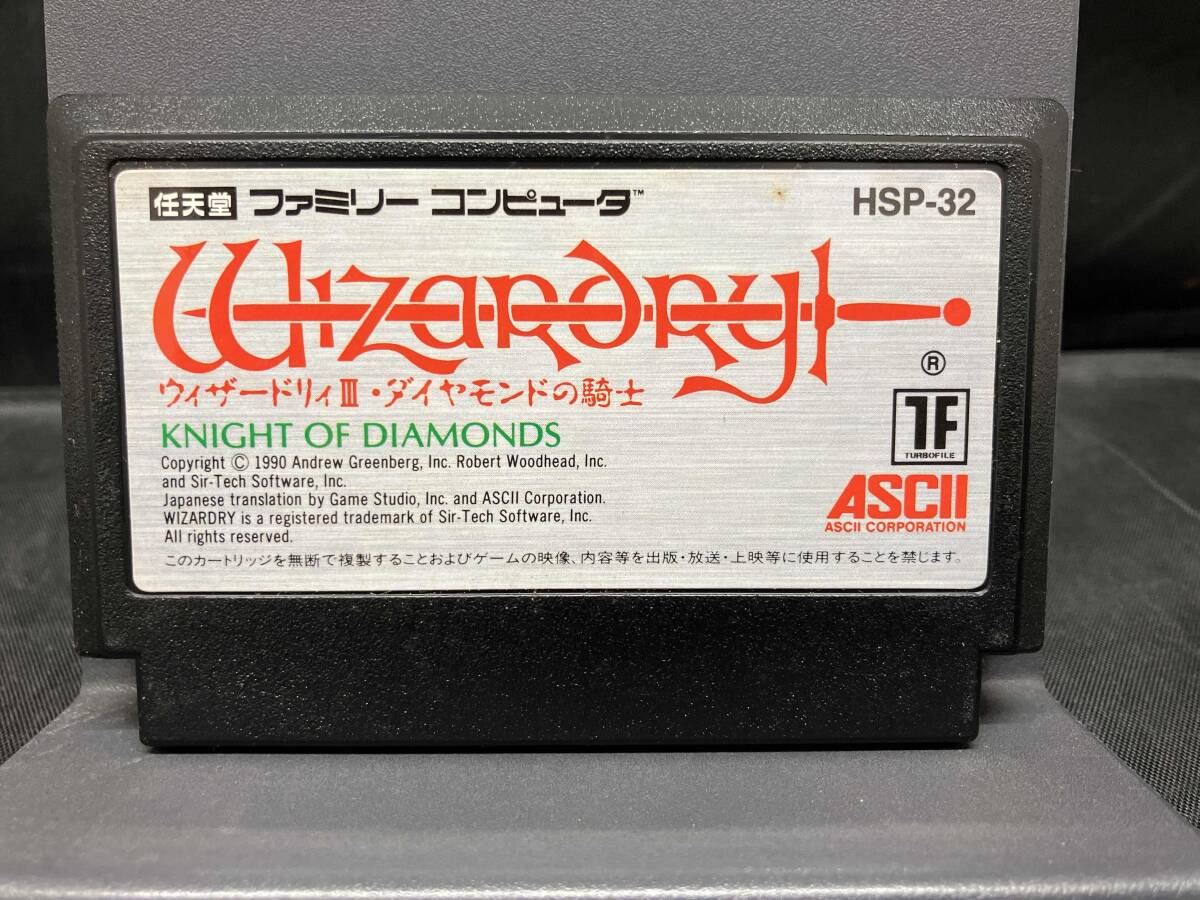 任天堂 ファミリー コンピュータ™ HSP-32
Wizardry
®
ウィザードリィⅢ・ダイヤモンドの騎士
KNIGHT OF DIAMONDS
Copyright © 1990 Andrew Greenberg, Inc. Robert Woodhead, Inc.
and Sir-Tech Software, Inc.
Japanese translation by Game Studio, Inc. and ASCII Corporation.
WIZARDRY is a registered trademark of Sir-Tech Software, Inc.
All rights reserved.
TF
TURBOFILE
ASCII
ASCII CORPORATION
このカートリッジを無断で複製することおよびゲームの映像、内容等を出版・放送・上映等に使用することを禁じます。